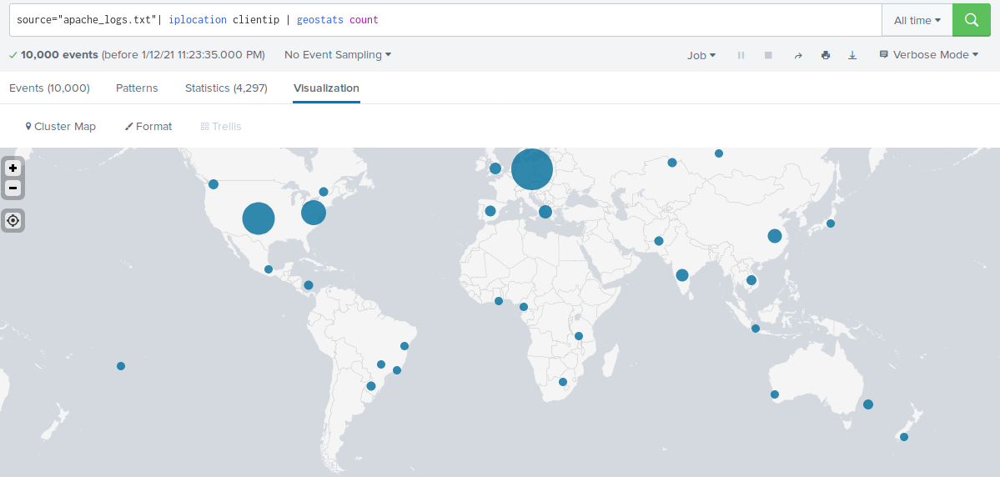 source="apache_logs.txt"| iplocation clientip | geostats count
All time
10,000 events (before 1/12/21 11:23:35.000 PM)
No Event Sampling
Job
Verbose Mode
Events (10,000)
Patterns
Statistics (4,297)
Visualization
Cluster Map
Format
Trellis